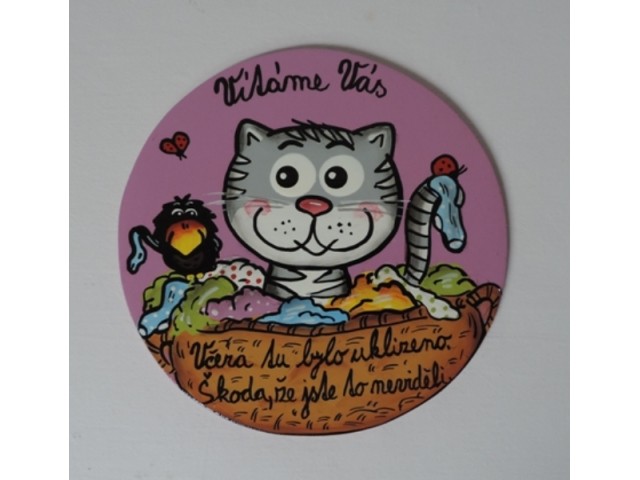 Vítáme Vás
Včera tu bylo uklizeno.
Škoda, že jste to neviděli.